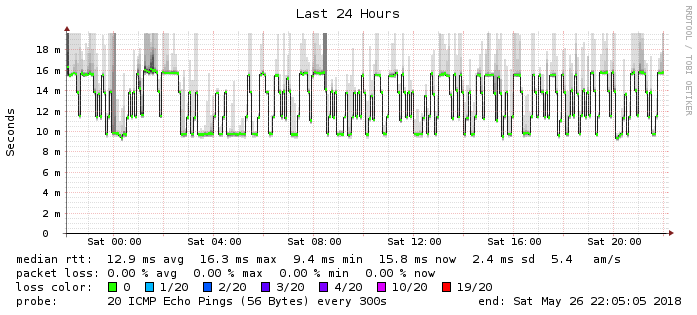 Last 24 Hours
RRDTOOL / TOBI OETIKER
Seconds
18 m
16 m
14 m
12 m
10 m
8 m
6 m
4 m
2 m
0
Sat 00:00 Sat 04:00 Sat 08:00 Sat 12:00 Sat 16:00 Sat 20:00
median rtt: 12.9 ms avg 16.3 ms max 9.4 ms min 15.8 ms now 2.4 ms sd 5.4 am/s
packet loss: 0.00 % avg 0.00 % max 0.00 % min 0.00 % now
loss color: 0 1/20 2/20 3/20 4/20 10/20 19/20
probe: 20 ICMP Echo Pings (56 Bytes) every 300s end: Sat May 26 22:05:05 2018